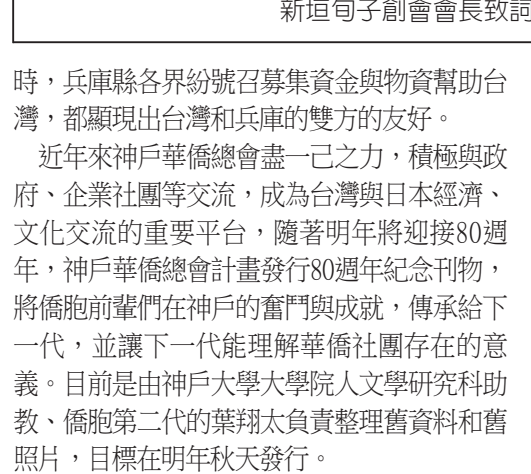 新垣旬子創會會長致詞
時，兵庫縣各界紛號召募集資金與物資幫助台
灣，都顯現出台灣和兵庫的雙方的友好。
近年來神戶華僑總會盡一己之力，積極與政
府、企業社團等交流，成為台灣與日本經濟、
文化交流的重要平台，隨著明年將迎接80週
年，神戶華僑總會計畫發行80週年紀念刊物，
將僑胞前輩們在神戶的奮鬥與成就，傳承給下
一代，並讓下一代能理解華僑社團存在的意
義。目前是由神戶大學大學院人文學研究科助
教、僑胞第二代的葉翔太負責整理舊資料和舊
照片，目標在明年秋天發行。